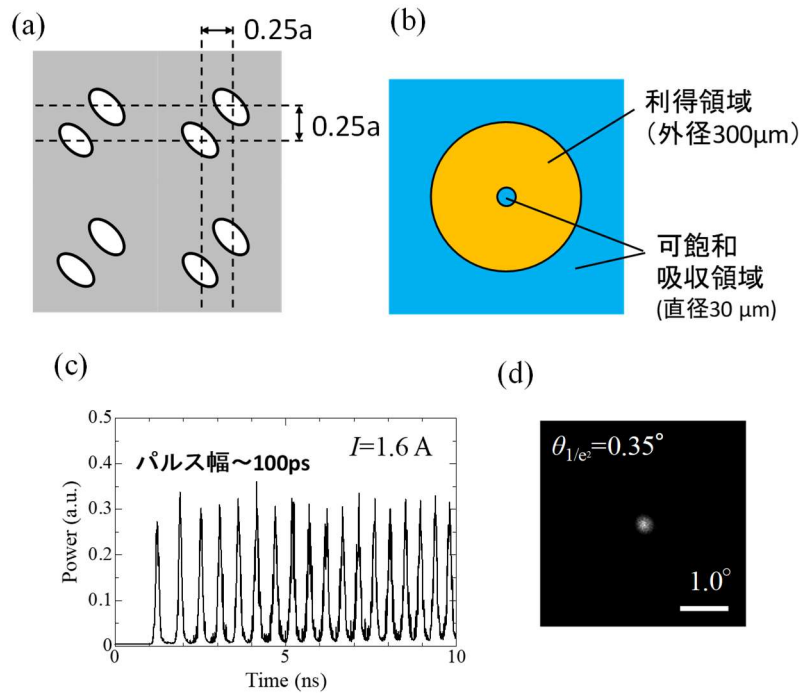 (a)
0.25a
0.25a
(b)
利得領域
（外径300μm）
可飽和
吸収領域
(直径30 μm)
(c)
0.5
0.4
0.3
0.2
0.1
0
パルス幅～100ps
I=1.6 A
Power (a.u.)
0
5
10
Time (ns)
(d)
θ1/e²=0.35°
1.0°